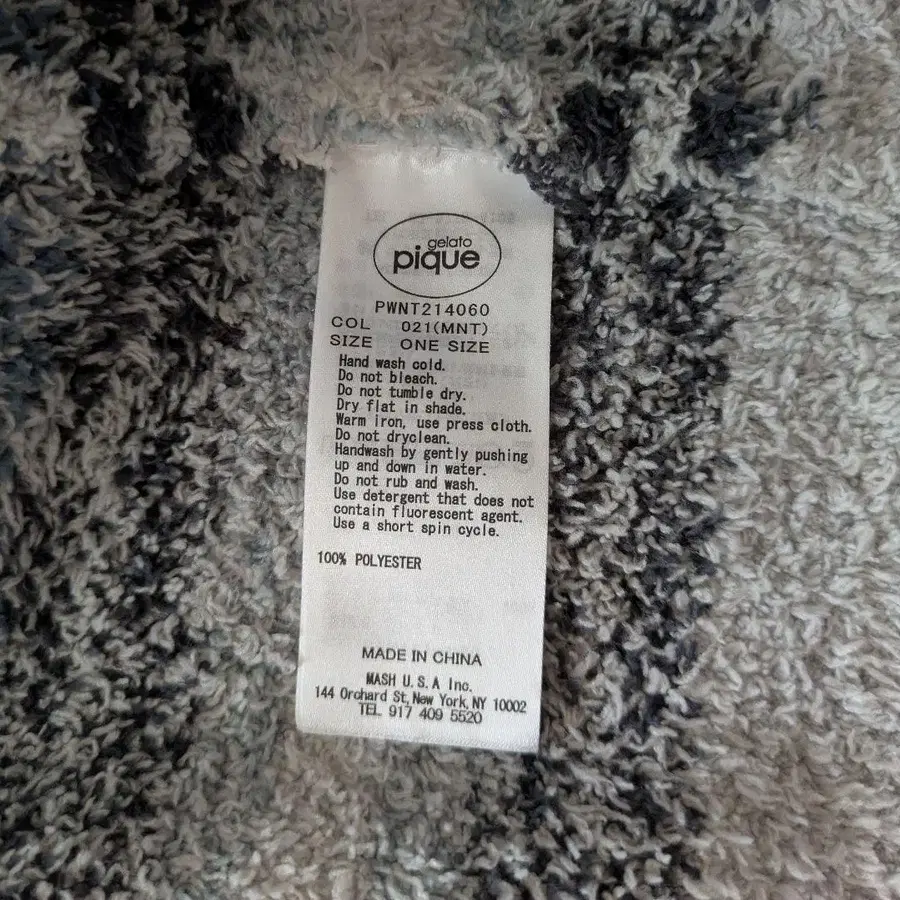 gelato
pique
PWNT214060
COL 021(MNT)
SIZE ONE SIZE
Hand wash cold.
Do not bleach.
Do not tumble dry.
Dry flat in shade.
Warm iron, use press cloth.
Do not dryclean.
Handwash by gently pushing
up and down in water.
Do not rub and wash.
Use detergent that does not
contain fluorescent agent.
Use a short spin cycle.
100% POLYESTER
MADE IN CHINA
MASH U.S.A Inc.
144 Orchard St, New York, NY 10002
TEL 917 409 5520